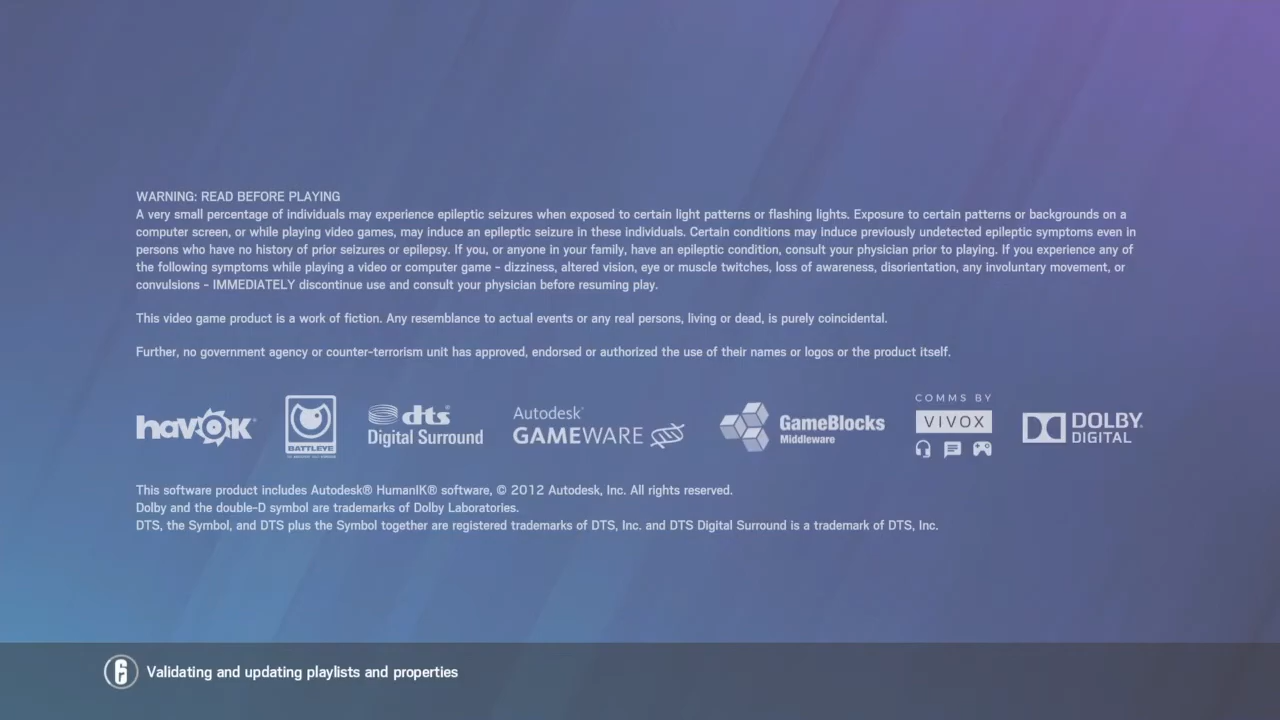 WARNING: READ BEFORE PLAYING
A very small percentage of individuals may experience epileptic seizures when exposed to certain light patterns or flashing lights. Exposure to certain patterns or backgrounds on a
computer screen, or while playing video games, may induce an epileptic seizure in these individuals. Certain conditions may induce previously undetected epileptic symptoms even in
persons who have no history of prior seizures or epilepsy. If you, or anyone in your family, have an epileptic condition, consult your physician prior to playing. If you experience any of
the following symptoms while playing a video or computer game - dizziness, altered vision, eye or muscle twitches, loss of awareness, disorientation, any involuntary movement, or
convulsions - IMMEDIATELY discontinue use and consult your physician before resuming play.
This video game product is a work of fiction. Any resemblance to actual events or any real persons, living or dead, is purely coincidental.
Further, no government agency or counter-terrorism unit has approved, endorsed or authorized the use of their names or logos or the product itself.
havok
BATTLEYE
dts
Digital Surround
Autodesk
GAMEWARE
GameBlocks
Middleware
COMMS BY
VIVOX
DOLBY
DIGITAL
This software product includes Autodesk® HumanIK® software, © 2012 Autodesk, Inc. All rights reserved.
Dolby and the double-D symbol are trademarks of Dolby Laboratories.
DTS, the Symbol, and DTS plus the Symbol together are registered trademarks of DTS, Inc. and DTS Digital Surround is a trademark of DTS, Inc.
6 Validating and updating playlists and properties